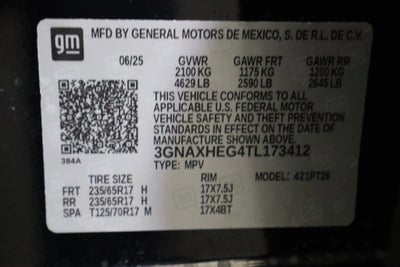 gm
MFD BY GENERAL MOTORS DE MEXICO, S. DE R.L. DE C.V.
06/25 GVWR GAWR FRT GAWR RR
2100 KG 1175 KG 1200 KG
4629 LB 2590 LB 2645 LB
THIS VEHICLE CONFORMS TO ALL
APPLICABLE U.S. FEDERAL MOTOR
VEHICLE SAFETY AND THEFT
PREVENTION STANDARDS IN EFFECT ON
THE DATE OF MANUFACTURE SHOWN ABOVE.
3GNAXHEG4TL173412
384A TYPE: MPV MODEL: 421PT26
TIRE SIZE RIM
FRT 235/65R17 H 17X7.5J
RR 235/65R17 H 17X7.5J
SPA T125/70R17 M 17X4BT